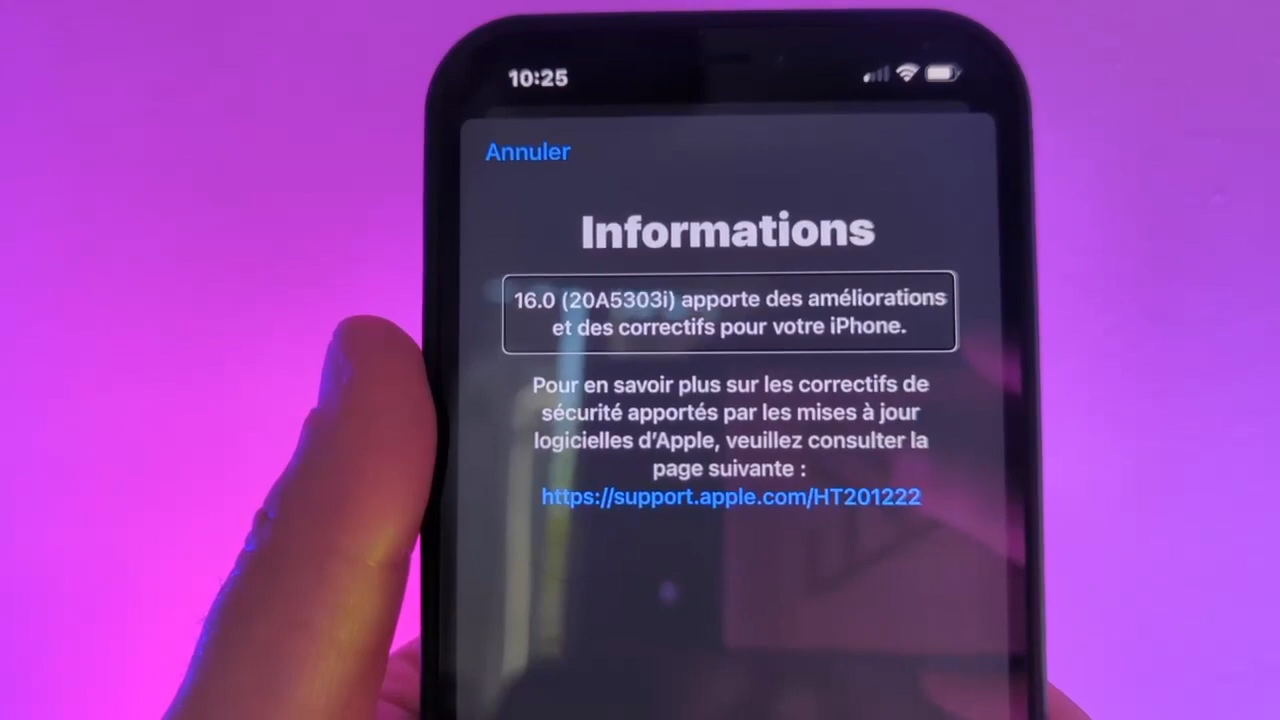 10:25
Annuler
Informations
16.0 (20A5303i) apporte des améliorations
et des correctifs pour votre iPhone.
Pour en savoir plus sur les correctifs de
sécurité apportés par les mises à jour
logicielles d’Apple, veuillez consulter la
page suivante :
https://support.apple.com/HT201222